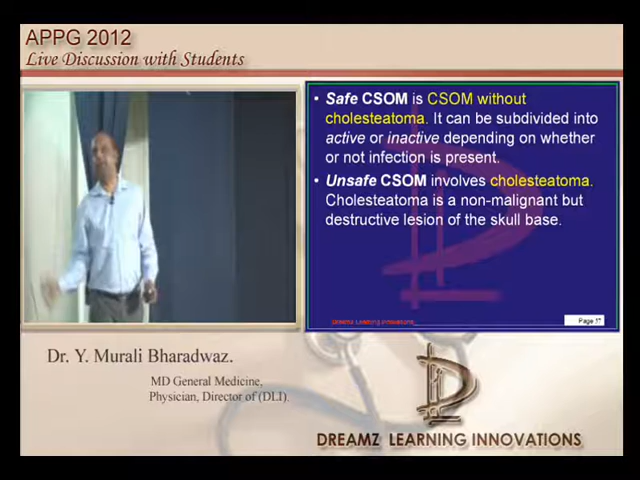 APPG 2012
Live Discussion with Students
• Safe CSOM is CSOM without
cholesteatoma. It can be subdivided into
active or inactive depending on whether
or not infection is present.
• Unsafe CSOM involves cholesteatoma.
Cholesteatoma is a non-malignant but
destructive lesion of the skull base.
Dreamz Learning Innovations
Page
Dr. Y. Murali Bharadwaz.
MD General Medicine,
Physician, Director of (DLI).
DREAMZ LEARNING INNOVATIONS